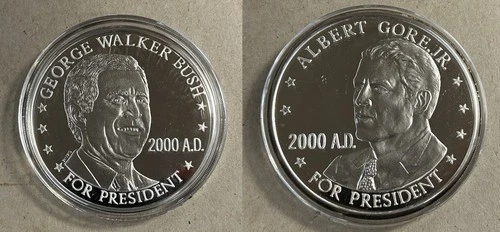 GEORGE WALKER BUSH
2000 A.D.
FOR PRESIDENT
ALBERT GORE, JR
2000 A.D.
FOR PRESIDENT